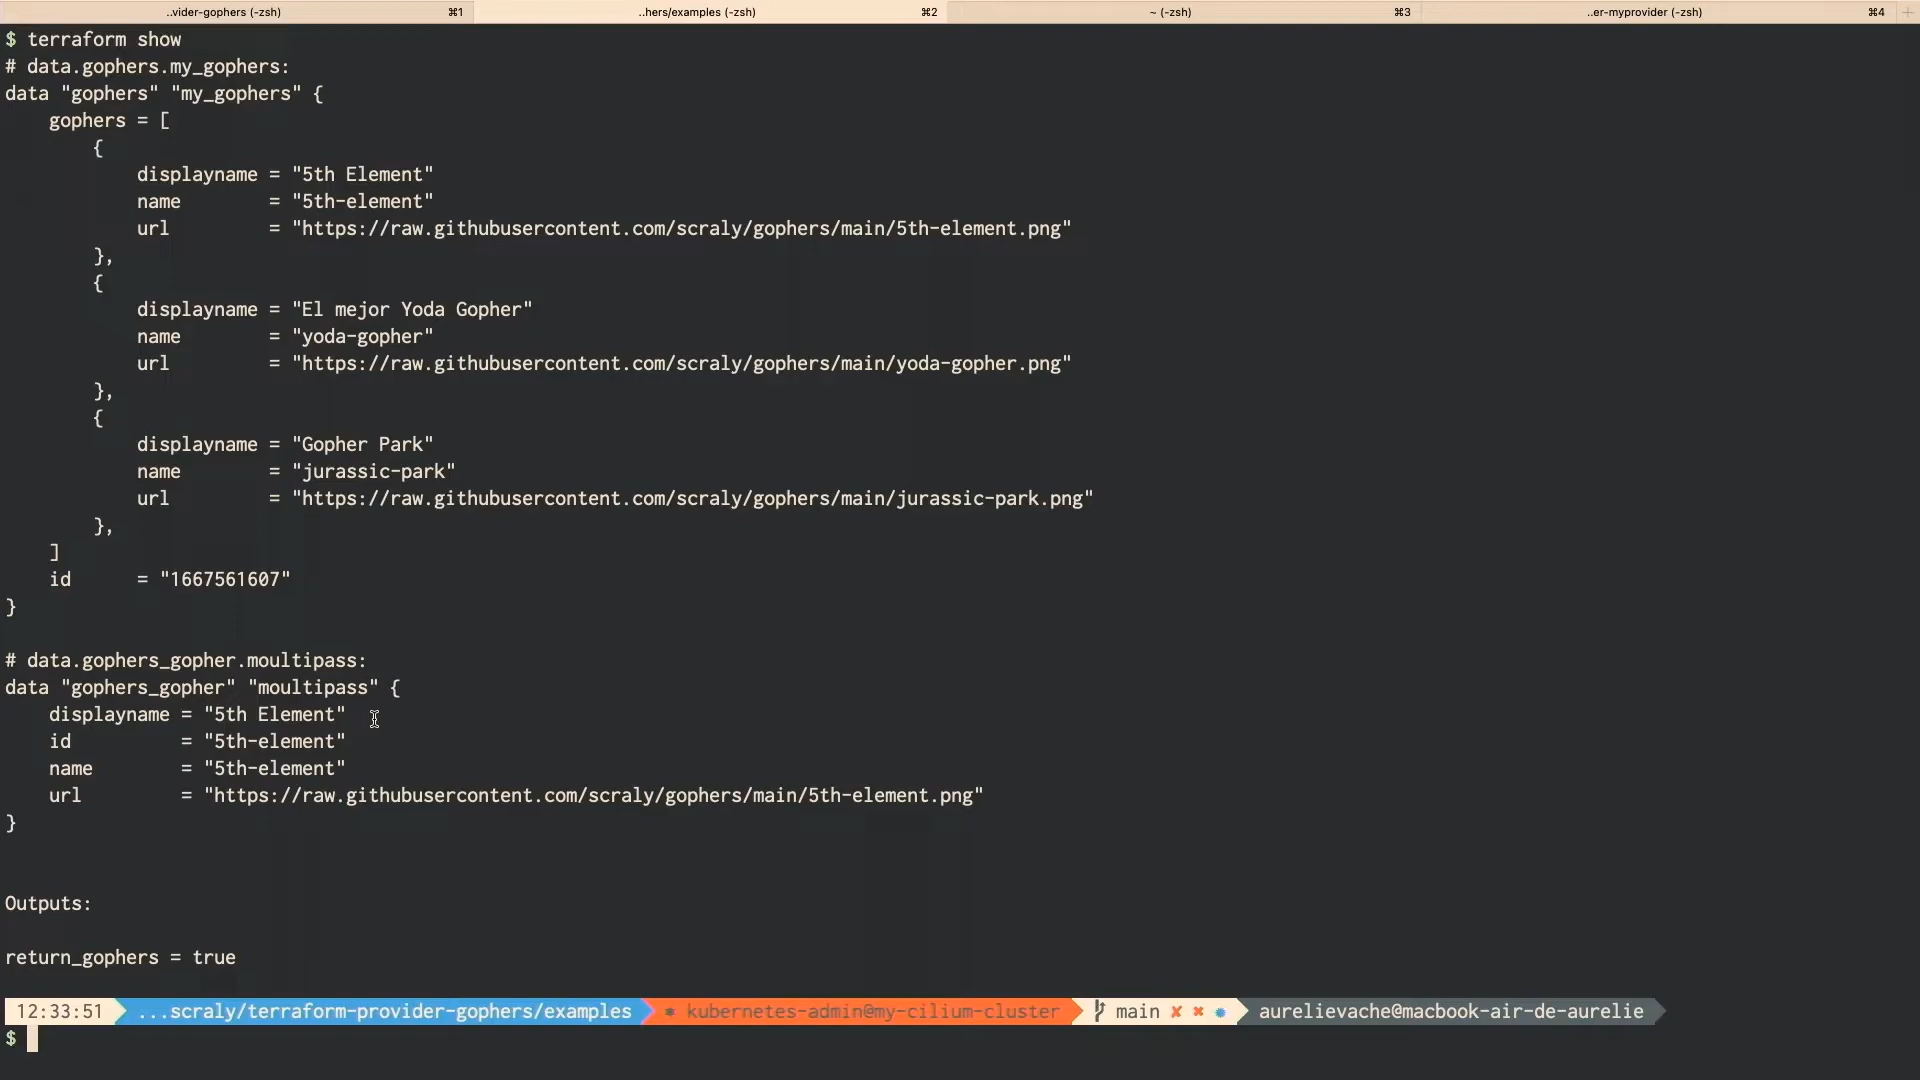 ..vider-gophers (-zsh) ⌘1 ..hers/examples (-zsh) ⌘2 ~ (-zsh) ⌘3 ..er-myprovider (-zsh) ⌘4 +
$ terraform show
# data.gophers.my_gophers:
data "gophers" "my_gophers" {
    gophers = [
        {
            displayname = "5th Element"
            name        = "5th-element"
            url         = "https://raw.githubusercontent.com/scraly/gophers/main/5th-element.png"
        },
        {
            displayname = "El mejor Yoda Gopher"
            name        = "yoda-gopher"
            url         = "https://raw.githubusercontent.com/scraly/gophers/main/yoda-gopher.png"
        },
        {
            displayname = "Gopher Park"
            name        = "jurassic-park"
            url         = "https://raw.githubusercontent.com/scraly/gophers/main/jurassic-park.png"
        },
    ]
    id      = "1667561607"
}
# data.gophers_gopher.moultipass:
data "gophers_gopher" "moultipass" {
    displayname = "5th Element"
    id          = "5th-element"
    name        = "5th-element"
    url         = "https://raw.githubusercontent.com/scraly/gophers/main/5th-element.png"
}
Outputs:
return_gophers = true
12:33:51 ...scraly/terraform-provider-gophers/examples kubernetes-admin@my-cilium-cluster main ✘ ✖ aurelievache@macbook-air-de-aurelie
$